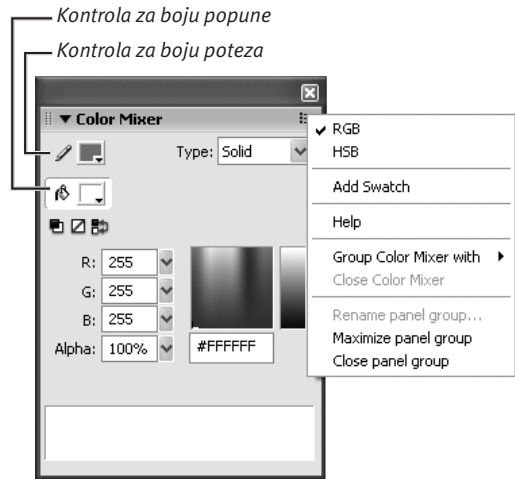 Kontrola za boju popune
Kontrola za boju poteza
Color Mixer
Type: Solid
R: 255
G: 255
B: 255
Alpha: 100%
#FFFFFF
RGB
HSB
Add Swatch
Help
Group Color Mixer with
Close Color Mixer
Rename panel group...
Maximize panel group
Close panel group